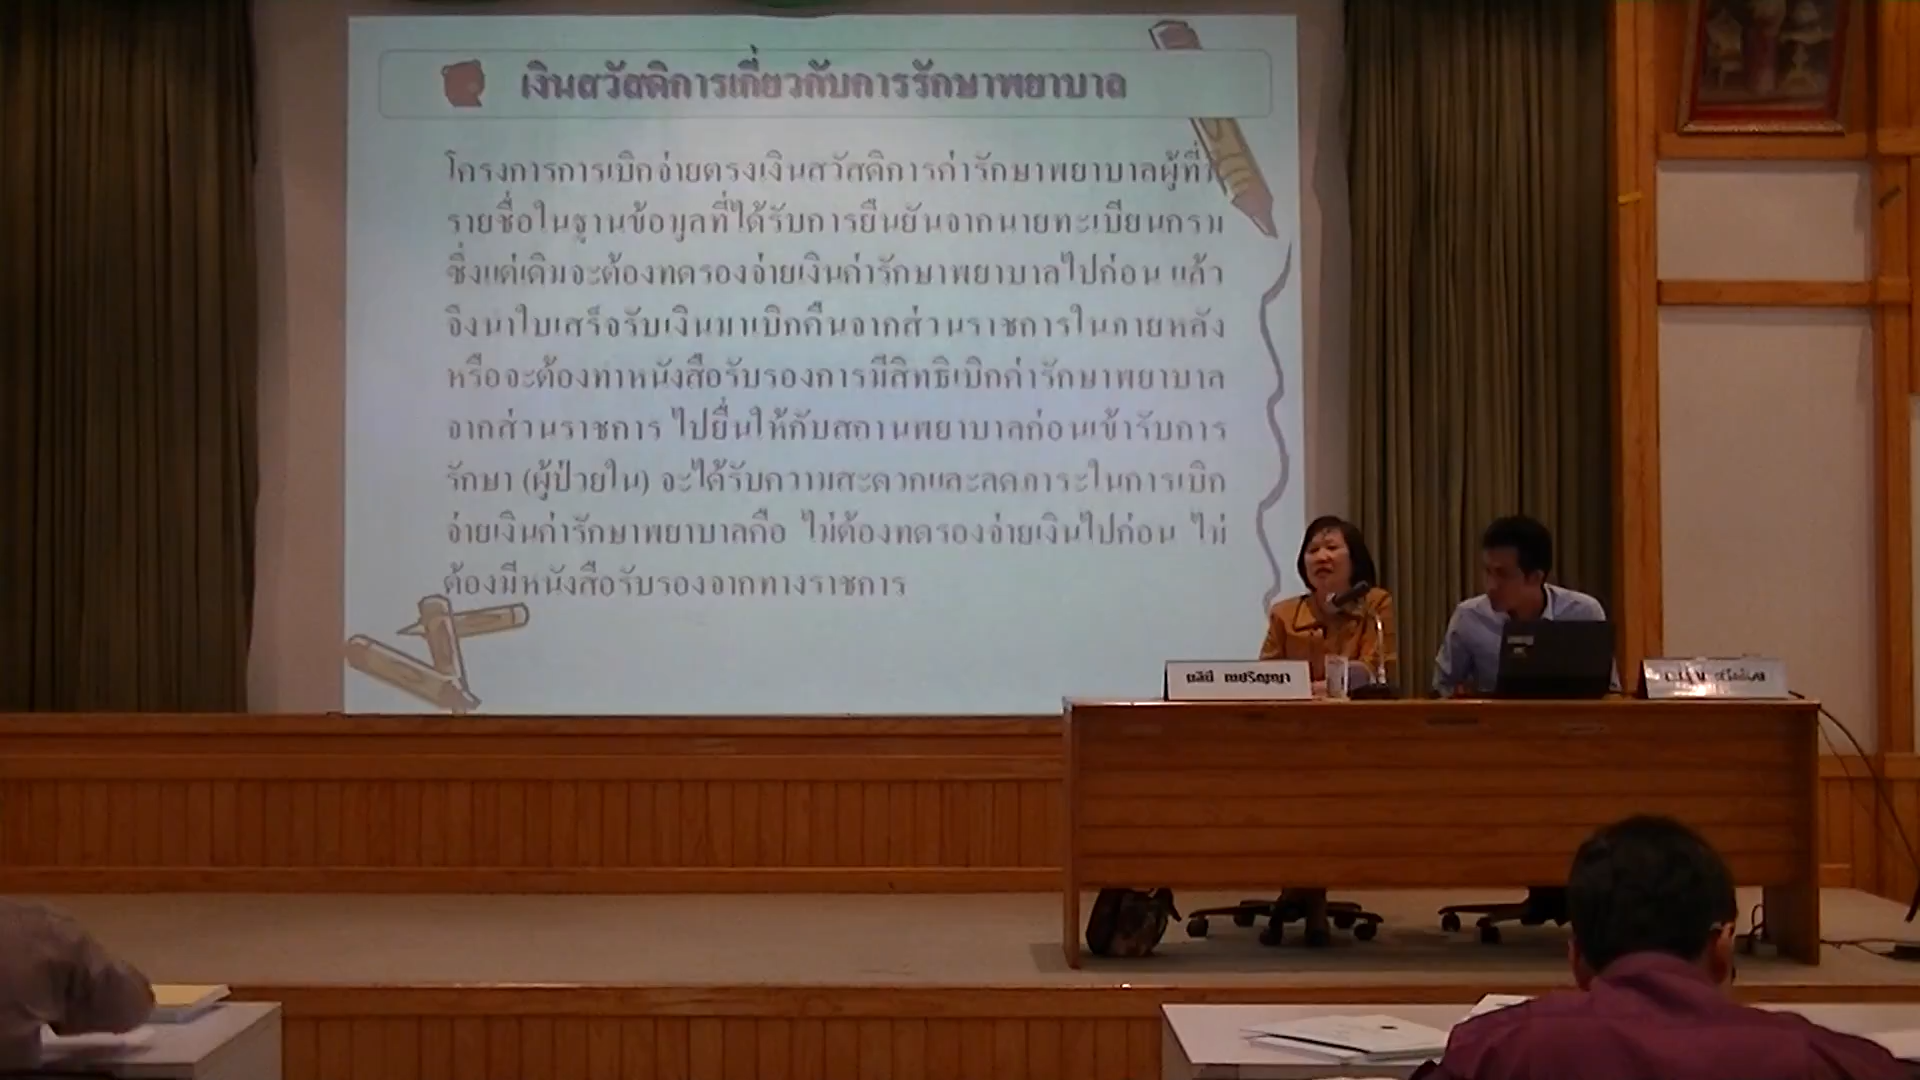 เงินสวัสดิการเกี่ยวกับการรักษาพยาบาล
โครงการการเบิกจ่ายตรงเงินสวัสดิการค่ารักษาพยาบาลผู้ที่
รายชื่อในฐานข้อมูลที่ได้รับการยืนยันจากนายทะเบียนกรม
ซึ่งแต่เดิมจะต้องทดรองจ่ายเงินค่ารักษาพยาบาลไปก่อน แล้ว
จึงนำใบเสร็จรับเงินมาเบิกคืนจากส่วนราชการในภายหลัง
หรือจะต้องทำหนังสือรับรองการมีสิทธิเบิกค่ารักษาพยาบาล
จากส่วนราชการ ไปยื่นให้กับสถานพยาบาลก่อนเข้ารับการ
รักษา (ผู้ป่วยใน) จะได้รับความสะดวกและลดภาระในการเบิก
จ่ายเงินค่ารักษาพยาบาลคือ ไม่ต้องทดรองจ่ายเงินไปก่อน ไม่
ต้องมีหนังสือรับรองจากทางราชการ